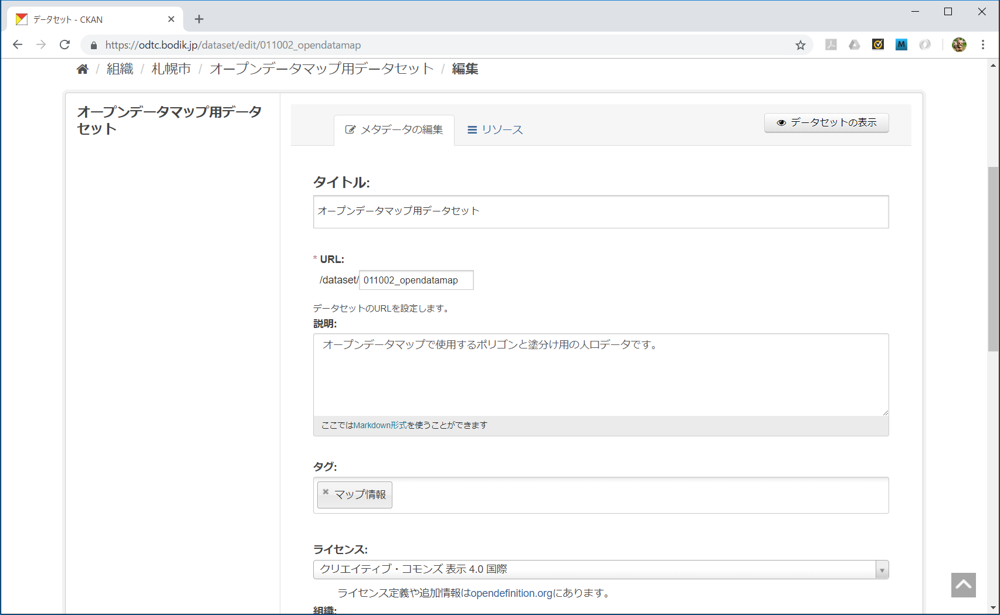 データセット - CKAN
https://odtc.bodik.jp/dataset/edit/011002_opendatamap
M
/ 組織 / 札幌市 / オープンデータマップ用データセット / 編集
オープンデータマップ用データ
セット
メタデータの編集
リソース
データセットの表示
タイトル:
オープンデータマップ用データセット
* URL:
/dataset/ 011002_opendatamap
データセットのURLを設定します。
説明:
オープンデータマップで使用するポリゴンと塗分け用の人口データです。
ここではMarkdown形式を使うことができます
タグ:
マップ情報
ライセンス:
クリエイティブ・コモンズ 表示 4.0 国際
ライセンス定義や追加情報はopendefinition.orgにあります。
組織: